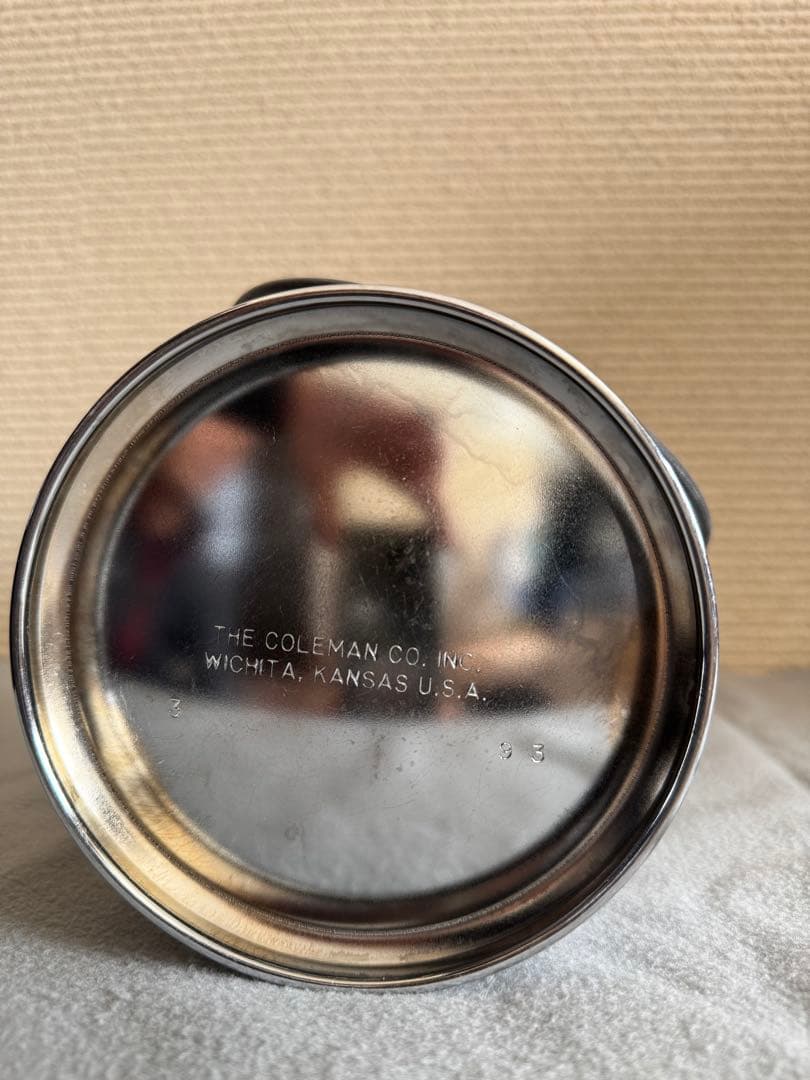 THE COLEMAN CO. INC.
WICHITA, KANSAS U.S.A.
3
9 3